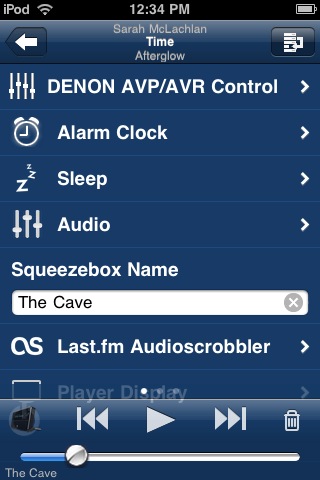 iPod 12:34 PM
Sarah McLachlan
Time
Afterglow
DENON AVP/AVR Control
Alarm Clock
z z z Sleep
Audio
Squeezebox Name
The Cave
Last.fm Audioscrobbler
Player Display
The Cave